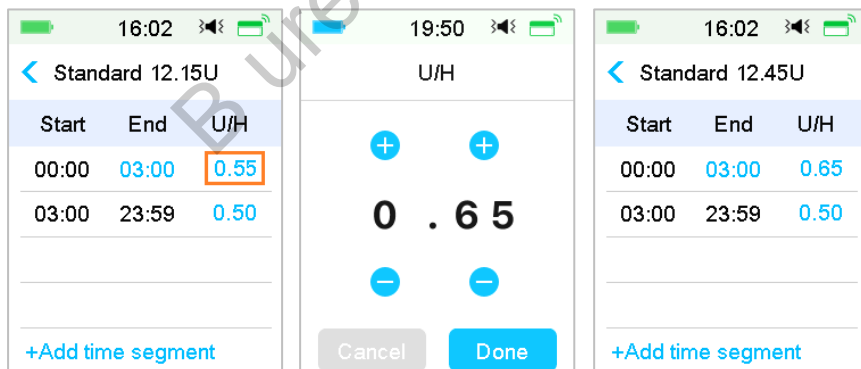 16:02
Standard 12.15U
Start End U/H
00:00 03:00 0.55
03:00 23:59 0.50
+Add time segment
19:50
U/H
0.65
Cancel Done
16:02
Standard 12.45U
Start End U/H
00:00 03:00 0.65
03:00 23:59 0.50
+Add time segment